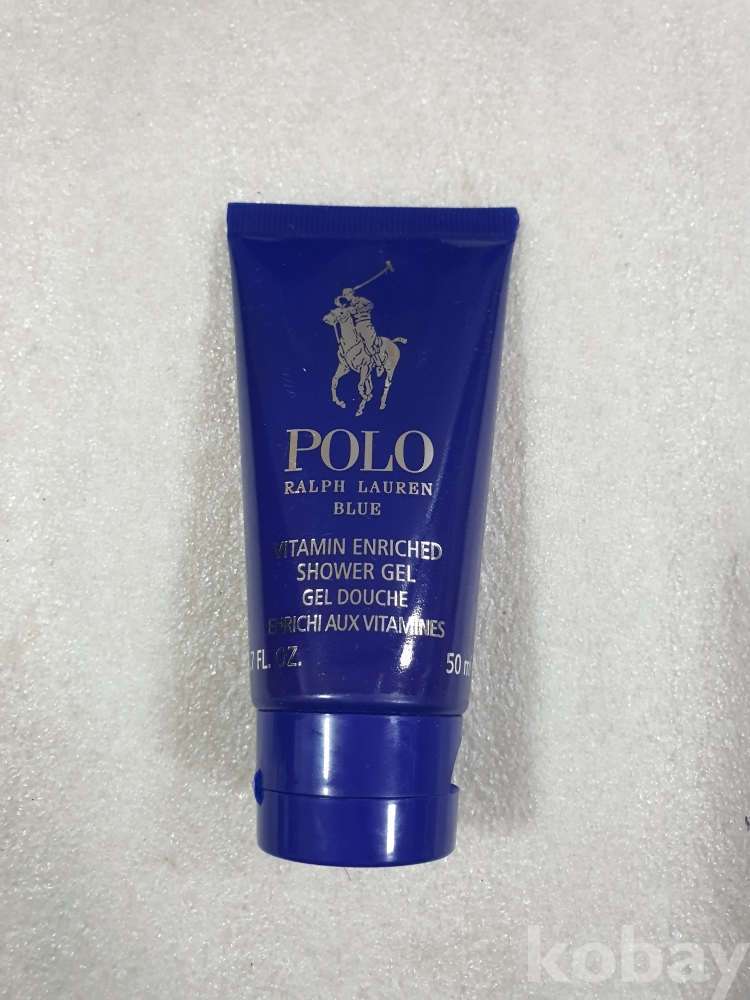 POLO
RALPH LAUREN
BLUE
VITAMIN ENRICHED
SHOWER GEL
GEL DOUCHE
ENRICHI AUX VITAMINES
7 FL. OZ.
50 m
kobay